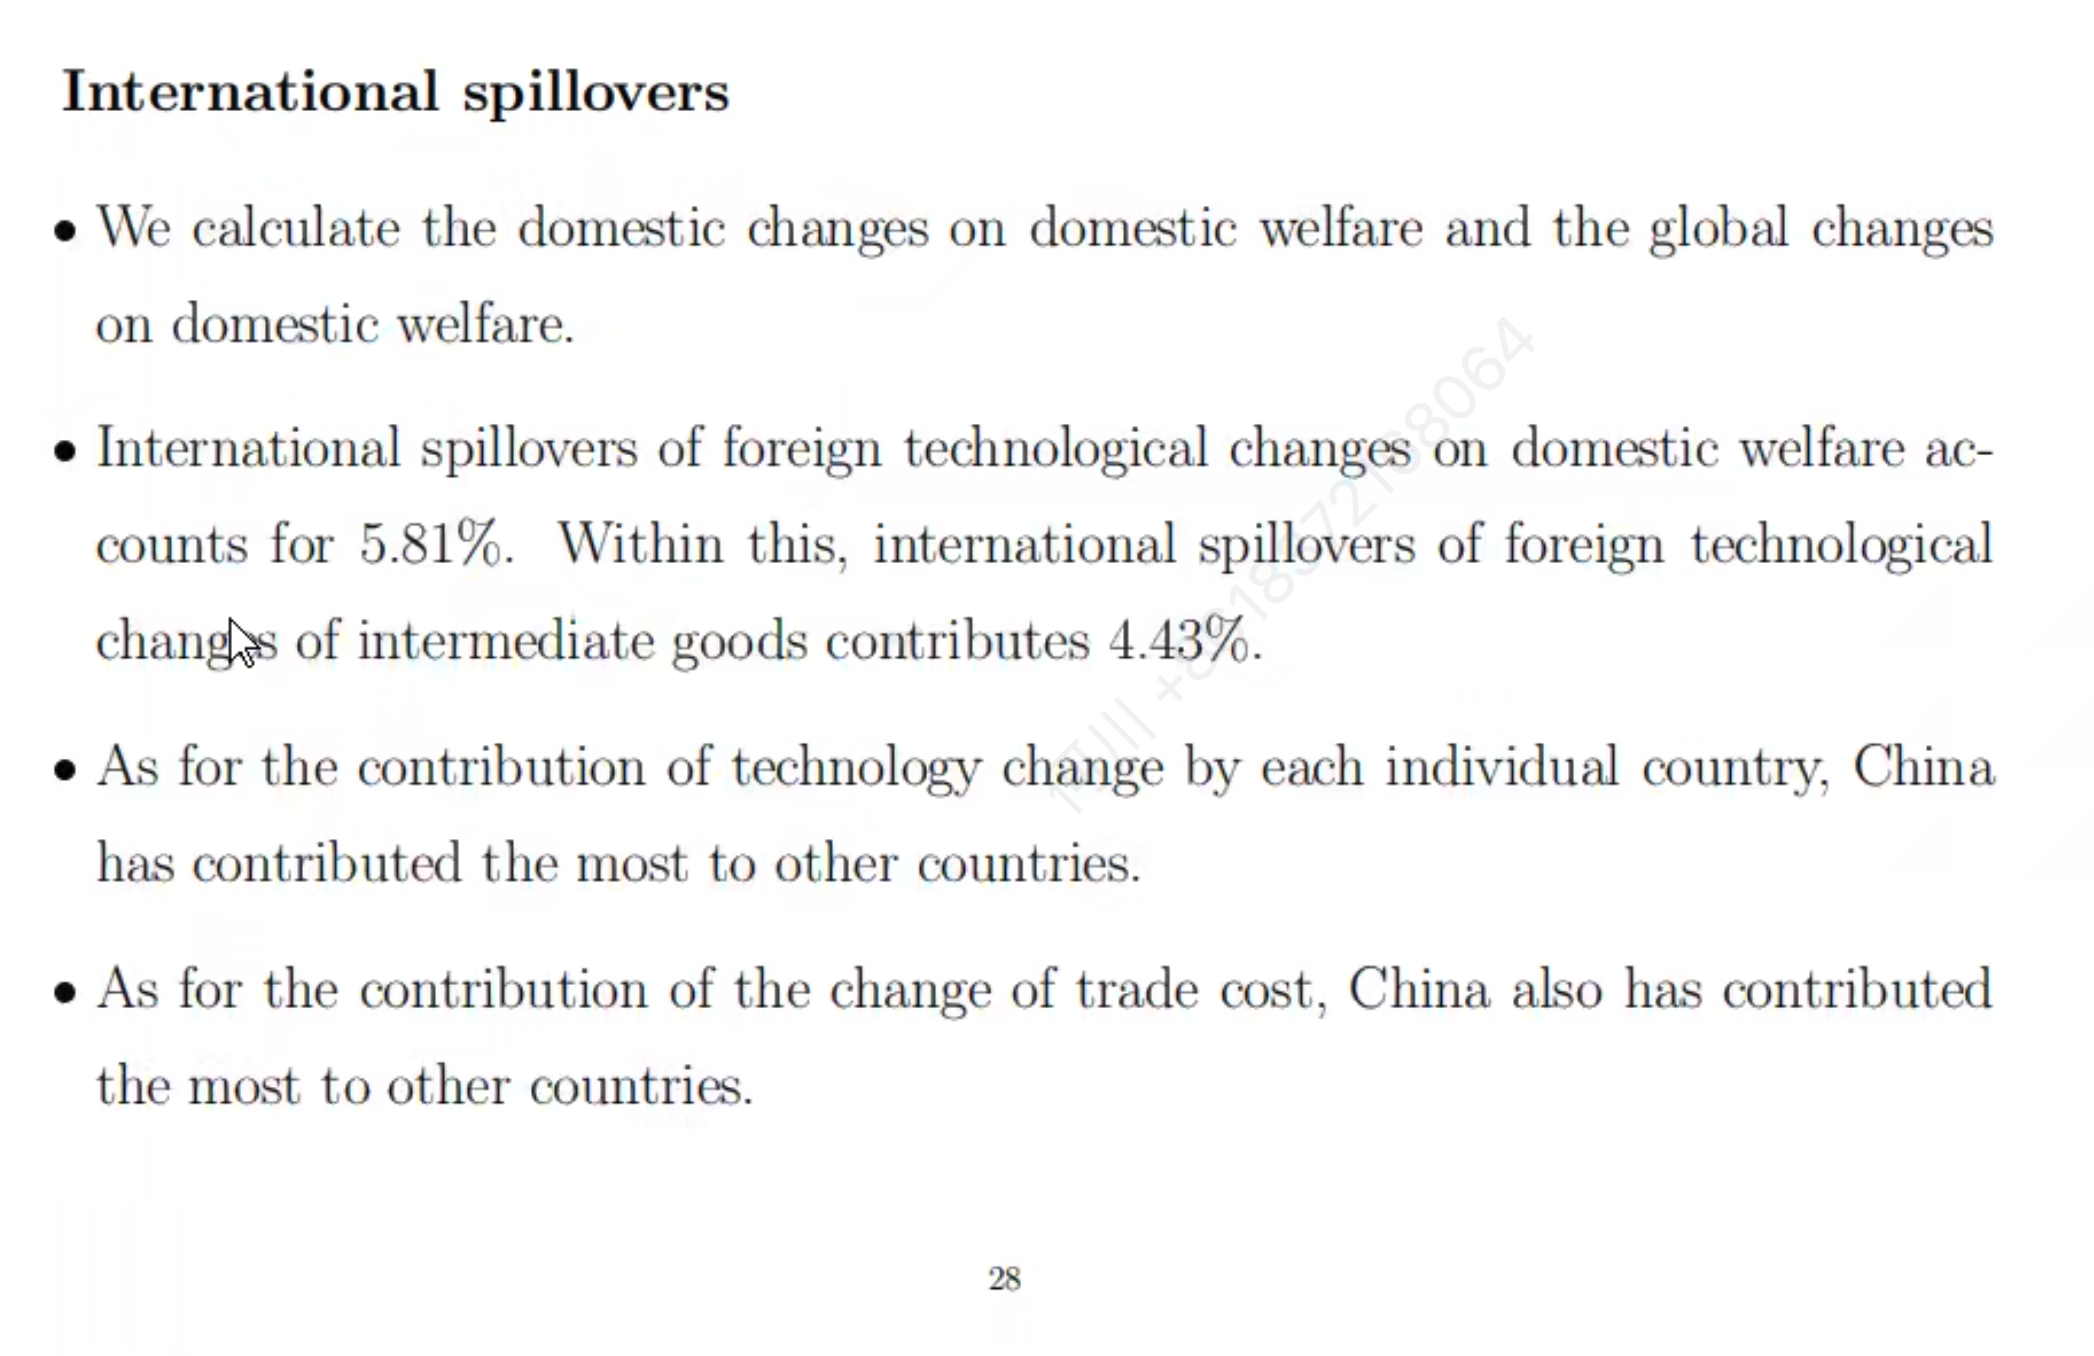 International spillovers
• We calculate the domestic changes on domestic welfare and the global changes
on domestic welfare.
• International spillovers of foreign technological changes on domestic welfare ac-
counts for 5.81%. Within this, international spillovers of foreign technological
changes of intermediate goods contributes 4.43%.
• As for the contribution of technology change by each individual country, China
has contributed the most to other countries.
• As for the contribution of the change of trade cost, China also has contributed
the most to other countries.
28